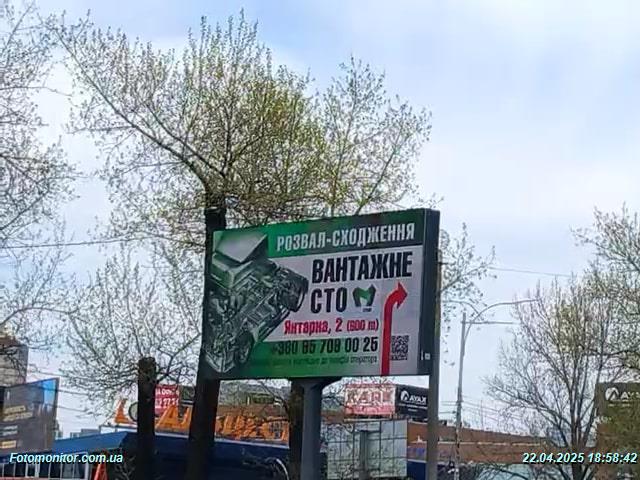 РОЗВАЛ-СХОДЖЕННЯ
ВАНТАЖНЕ
СТО
Янтарна, 2 (600 m)
+380 95 709 00 25
AYAX
Fotomonitor.com.ua
22.04.2025 18:58:42